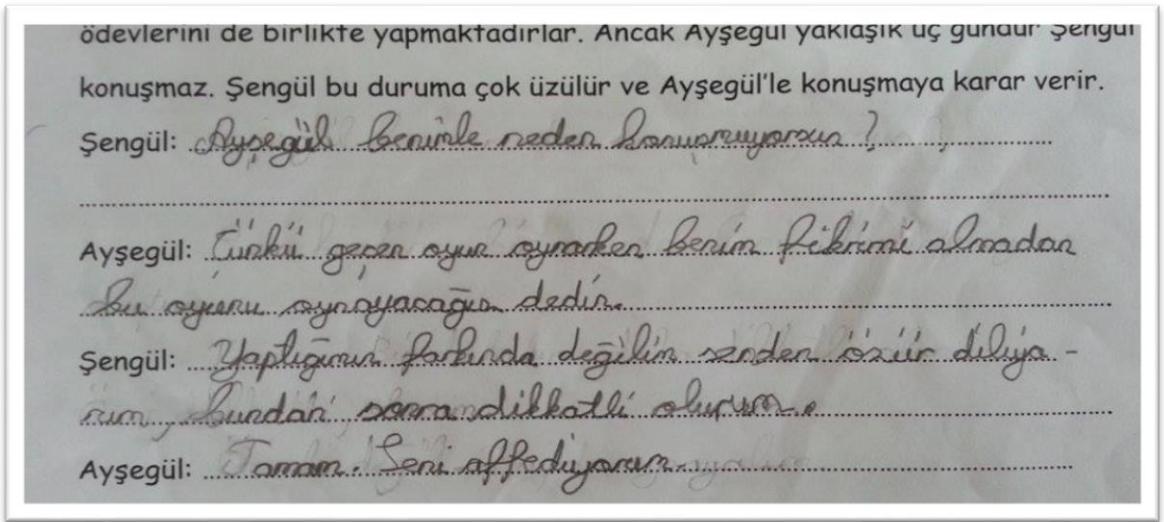 ödevlerini de birlikte yapmaktadırlar. Ancak Ayşegül yaklaşık üç gündür Şengül
konuşmaz. Şengül bu duruma çok üzülür ve Ayşegül'le konuşmaya karar verir.
Şengül: Ayşegül benimle neden konuşmuyorsun?
Ayşegül: Çünkü geçen oyun oynarken benim fikrimi almadan
bu oyunu oynayacağız dedin.
Şengül: Yaptığımın farkında değilim senden özür diliyo-
rum, bundan sonra dikkatli olurum.
Ayşegül: Tamam. Seni affediyorum.